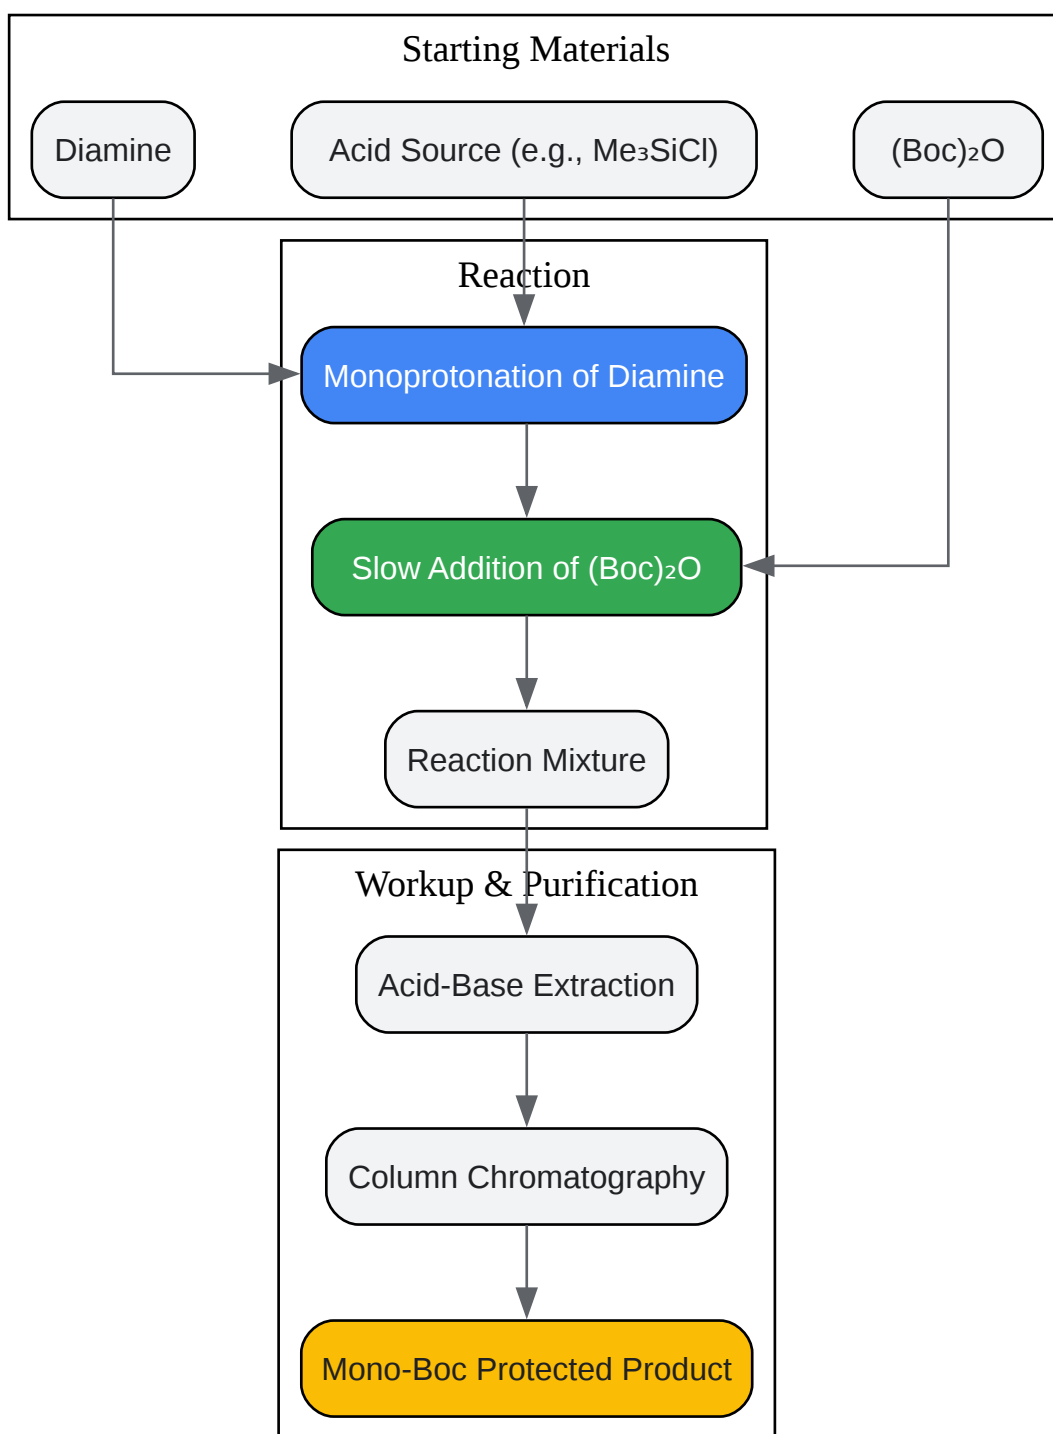 Starting Materials
Diamine
Acid Source (e.g., Me₃SiCl)
(Boc)₂O
Reaction
Monoprotonation of Diamine
Slow Addition of (Boc)₂O
Reaction Mixture
Workup & Purification
Acid-Base Extraction
Column Chromatography
Mono-Boc Protected Product